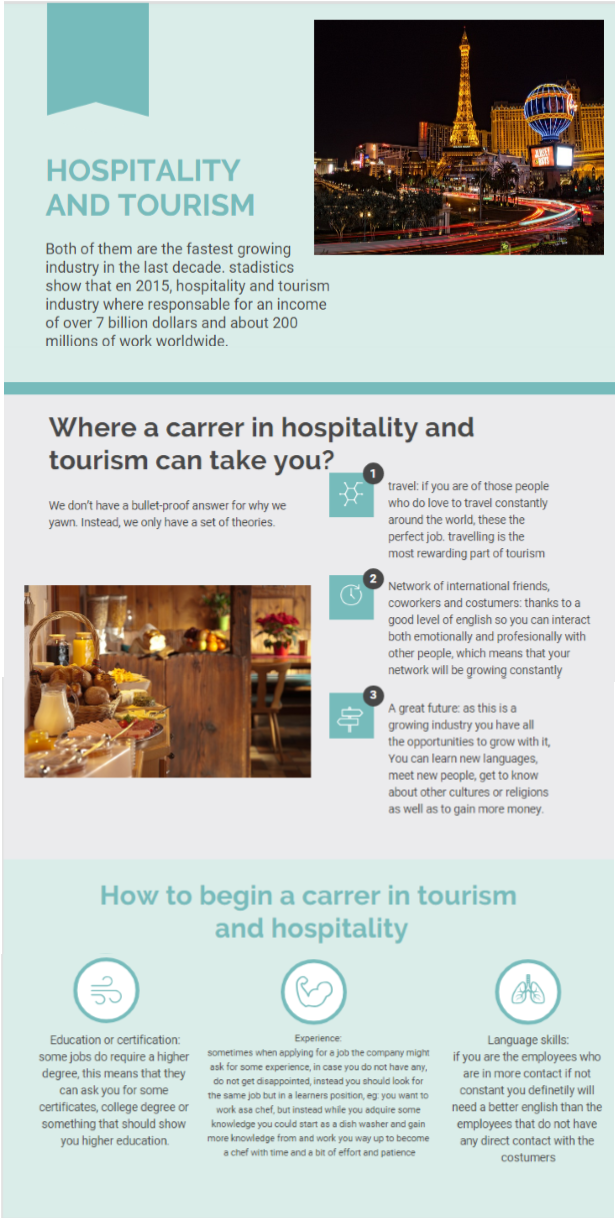 HOSPITALITY
AND TOURISM
Both of them are the fastest growing
industry in the last decade. stadistics
show that en 2015, hospitality and tourism
industry where responsable for an income
of over 7 billion dollars and about 200
millions of work worldwide.
Where a carrer in hospitality and
tourism can take you?
We don't have a bullet-proof answer for why we
yawn. Instead, we only have a set of theories.
1
travel: if you are of those people
who do love to travel constantly
around the world, these the
perfect job. travelling is the
most rewarding part of tourism
2
Network of international friends,
coworkers and costumers: thanks to a
good level of english so you can interact
both emotionally and profesionally with
other people, which means that your
network will be growing constantly
3
A great future: as this is a
growing industry you have all
the opportunities to grow with it,
You can learn new languages,
meet new people, get to know
about other cultures or religions
as well as to gain more money.
How to begin a carrer in tourism
and hospitality
Education or certification:
some jobs do require a higher
degree, this means that they
can ask you for some
certificates, college degree or
something that should show
you higher education.
Experience:
sometimes when applying for a job the company might
ask for some experience, in case you do not have any,
do not get disappointed, instead you should look for
the same job but in a learners position, eg: you want to
work asa chef, but instead while you adquire some
knowledge you could start as a dish washer and gain
more knowledge from and work you way up to become
a chef with time and a bit of effort and patience
Language skills:
if you are the employees who
are in more contact if not
constant you definetily will
need a better english than the
employees that do not have
any direct contact with the
costumers